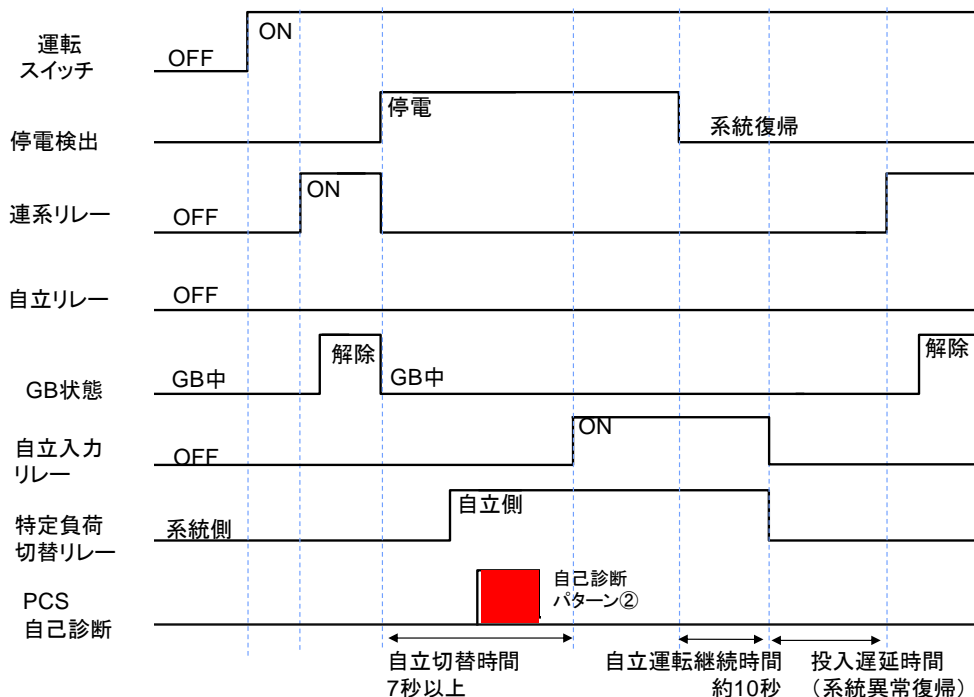 運転
スイッチ
OFF
ON
停電検出
停電
系統復帰
連系リレー
OFF
ON
自立リレー
OFF
GB状態
GB中
解除
GB中
解除
自立入力
リレー
OFF
ON
特定負荷
切替リレー
系統側
自立側
PCS
自己診断
自己診断
パターン②
自立切替時間
7秒以上
自立運転継続時間
約10秒
投入遅延時間
（系統異常復帰）